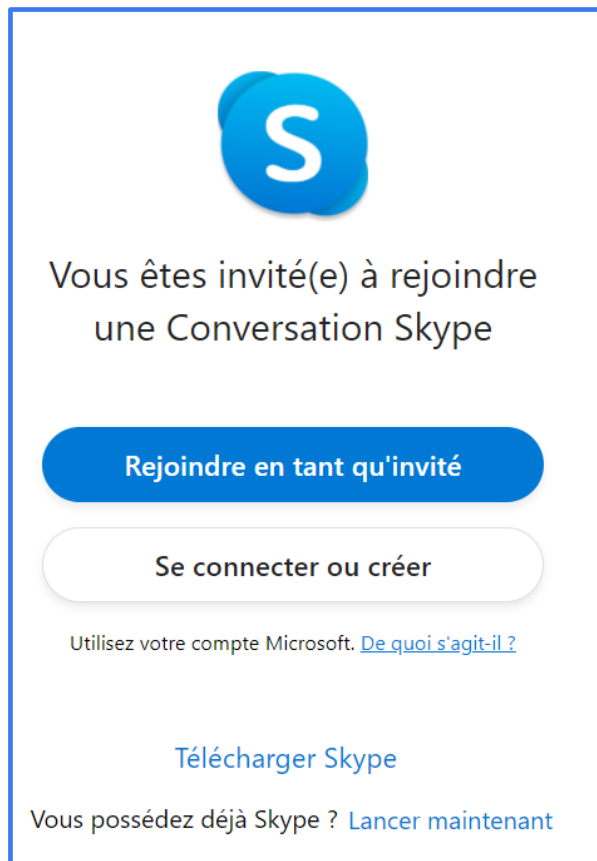 S
Vous êtes invité(e) à rejoindre
une Conversation Skype
Rejoindre en tant qu'invité
Se connecter ou créer
Utilisez votre compte Microsoft. De quoi s'agit-il ?
Télécharger Skype
Vous possédez déjà Skype ? Lancer maintenant